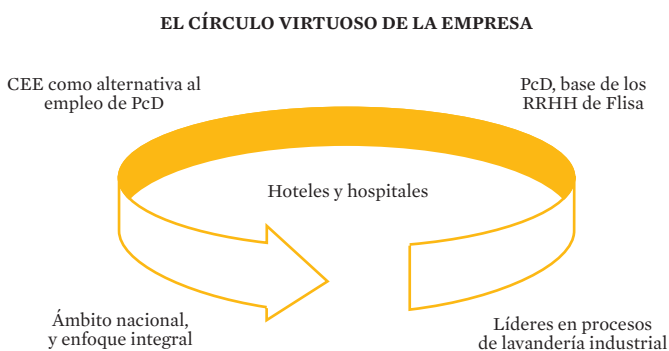 EL CÍRCULO VIRTUOSO DE LA EMPRESA
CEE como alternativa al
empleo de PcD
PcD, base de los
RRHH de Flisa
Hoteles y hospitales
Ámbito nacional,
y enfoque integral
Líderes en procesos
de lavandería industrial